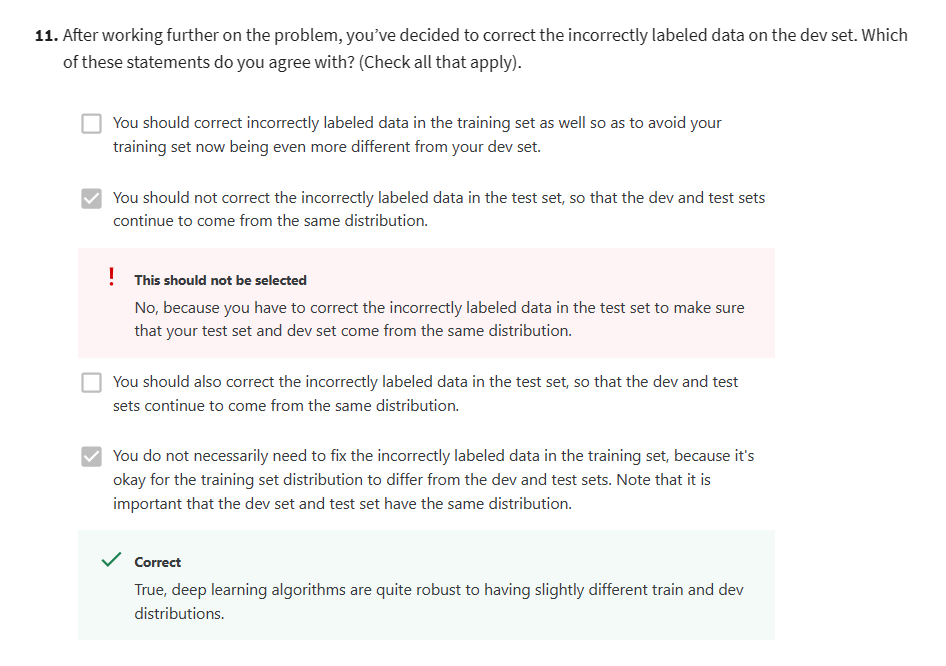 11. After working further on the problem, you’ve decided to correct the incorrectly labeled data on the dev set. Which
of these statements do you agree with? (Check all that apply).
You should correct incorrectly labeled data in the training set as well so as to avoid your
training set now being even more different from your dev set.
You should not correct the incorrectly labeled data in the test set, so that the dev and test sets
continue to come from the same distribution.
! This should not be selected
No, because you have to correct the incorrectly labeled data in the test set to make sure
that your test set and dev set come from the same distribution.
You should also correct the incorrectly labeled data in the test set, so that the dev and test
sets continue to come from the same distribution.
You do not necessarily need to fix the incorrectly labeled data in the training set, because it's
okay for the training set distribution to differ from the dev and test sets. Note that it is
important that the dev set and test set have the same distribution.
Correct
True, deep learning algorithms are quite robust to having slightly different train and dev
distributions.